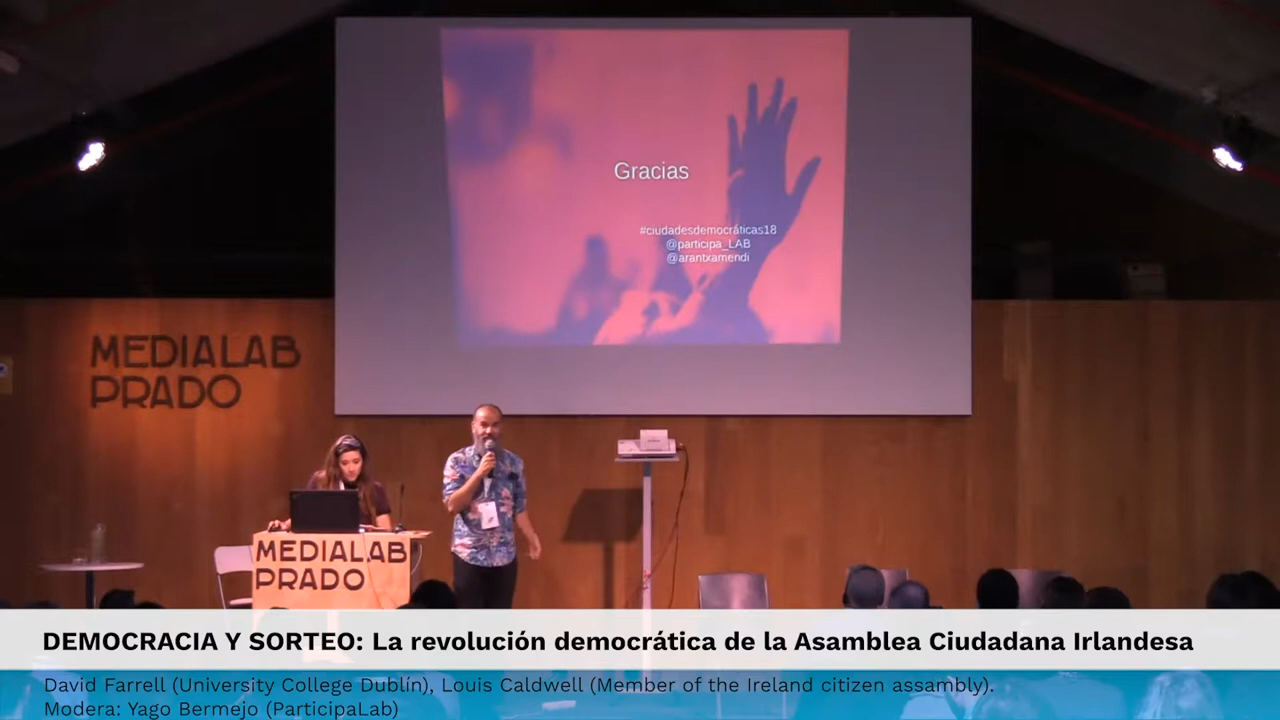 Gracias
#ciudadesdemocráticas18
@participa_LAB
@arantxamendi
MEDIALAB
PRADO
MEDIALAB
PRADO
DEMOCRACIA Y SORTEO: La revolución democrática de la Asamblea Ciudadana Irlandesa
David Farrell (University College Dublín), Louis Caldwell (Member of the Ireland citizen assambly).
Modera: Yago Bermejo (ParticipaLab)